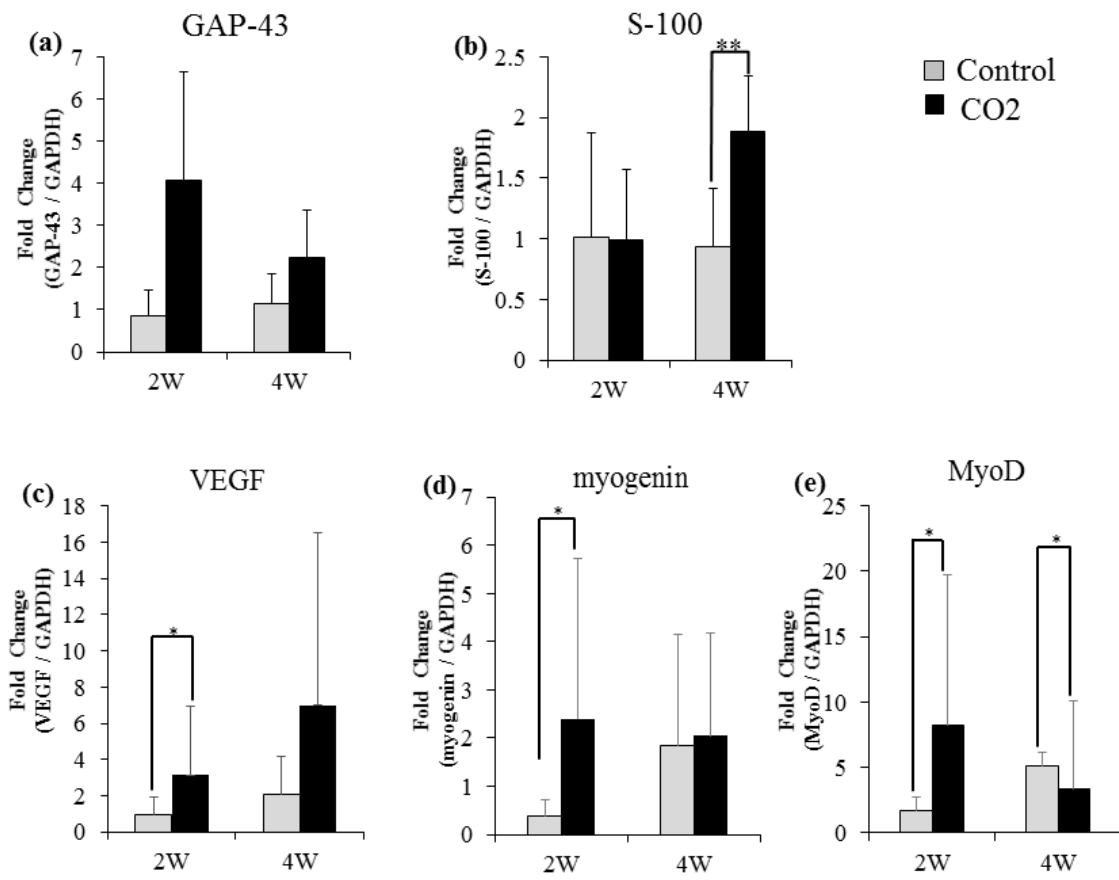 (a)
GAP-43
Fold Change
(GAP-43 / GAPDH)
7
6
5
4
3
2
1
0
2W
4W
(b)
S-100
Fold Change
(S-100 / GAPDH)
2.5
2
1.5
1
0.5
0
**
2W
4W
Control
CO2
(c)
VEGF
Fold Change
(VEGF / GAPDH)
18
16
14
12
10
8
6
4
2
0
*
2W
4W
(d)
myogenin
Fold Change
(myogenin / GAPDH)
7
6
5
4
3
2
1
0
*
2W
4W
(e)
MyoD
Fold Change
(MyoD / GAPDH)
25
20
15
10
5
0
*
*
2W
4W